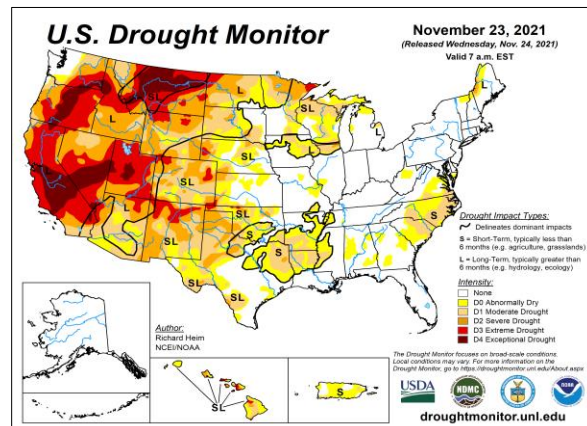 U.S. Drought Monitor
November 23, 2021
(Released Wednesday, Nov. 24, 2021)
Valid 7 a.m. EST
L
L
SL
L
L
L
SL
L
SL
SL
SL
S
S
S
SL
SL
SL
S
Drought Impact Types:
Delineates dominant impacts
S = Short-Term, typically less than
6 months (e.g. agriculture, grasslands)
L = Long-Term, typically greater than
6 months (e.g. hydrology, ecology)
Intensity:
None
D0 Abnormally Dry
D1 Moderate Drought
D2 Severe Drought
D3 Extreme Drought
D4 Exceptional Drought
Author:
Richard Heim
NCEI/NOAA
SL
S
The Drought Monitor focuses on broad-scale conditions.
Local conditions may vary. For more information on the
Drought Monitor, go to https://droughtmonitor.unl.edu/About.aspx
USDA
NDMC
NOAA
droughtmonitor.unl.edu